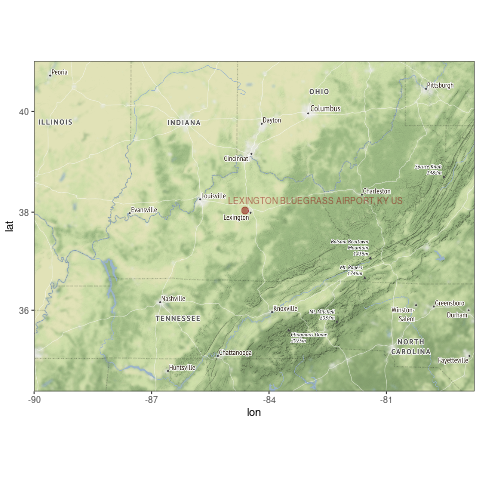 Peoria
Pittsburgh
OHIO
Columbus
40
ILLINOIS
INDIANA
Dayton
Cincinnati
Charleston
Louisville
LEXINGTON BLUEGRASS AIRPORT, KY US
Evansville
Lexington
38
lat
Nashville
Knoxville
Greensboro
Winston-
Salem
Durham
36
TENNESSEE
NORTH
CAROLINA
Chattanooga
Fayetteville
Huntsville
-90
-87
-84
-81
lon